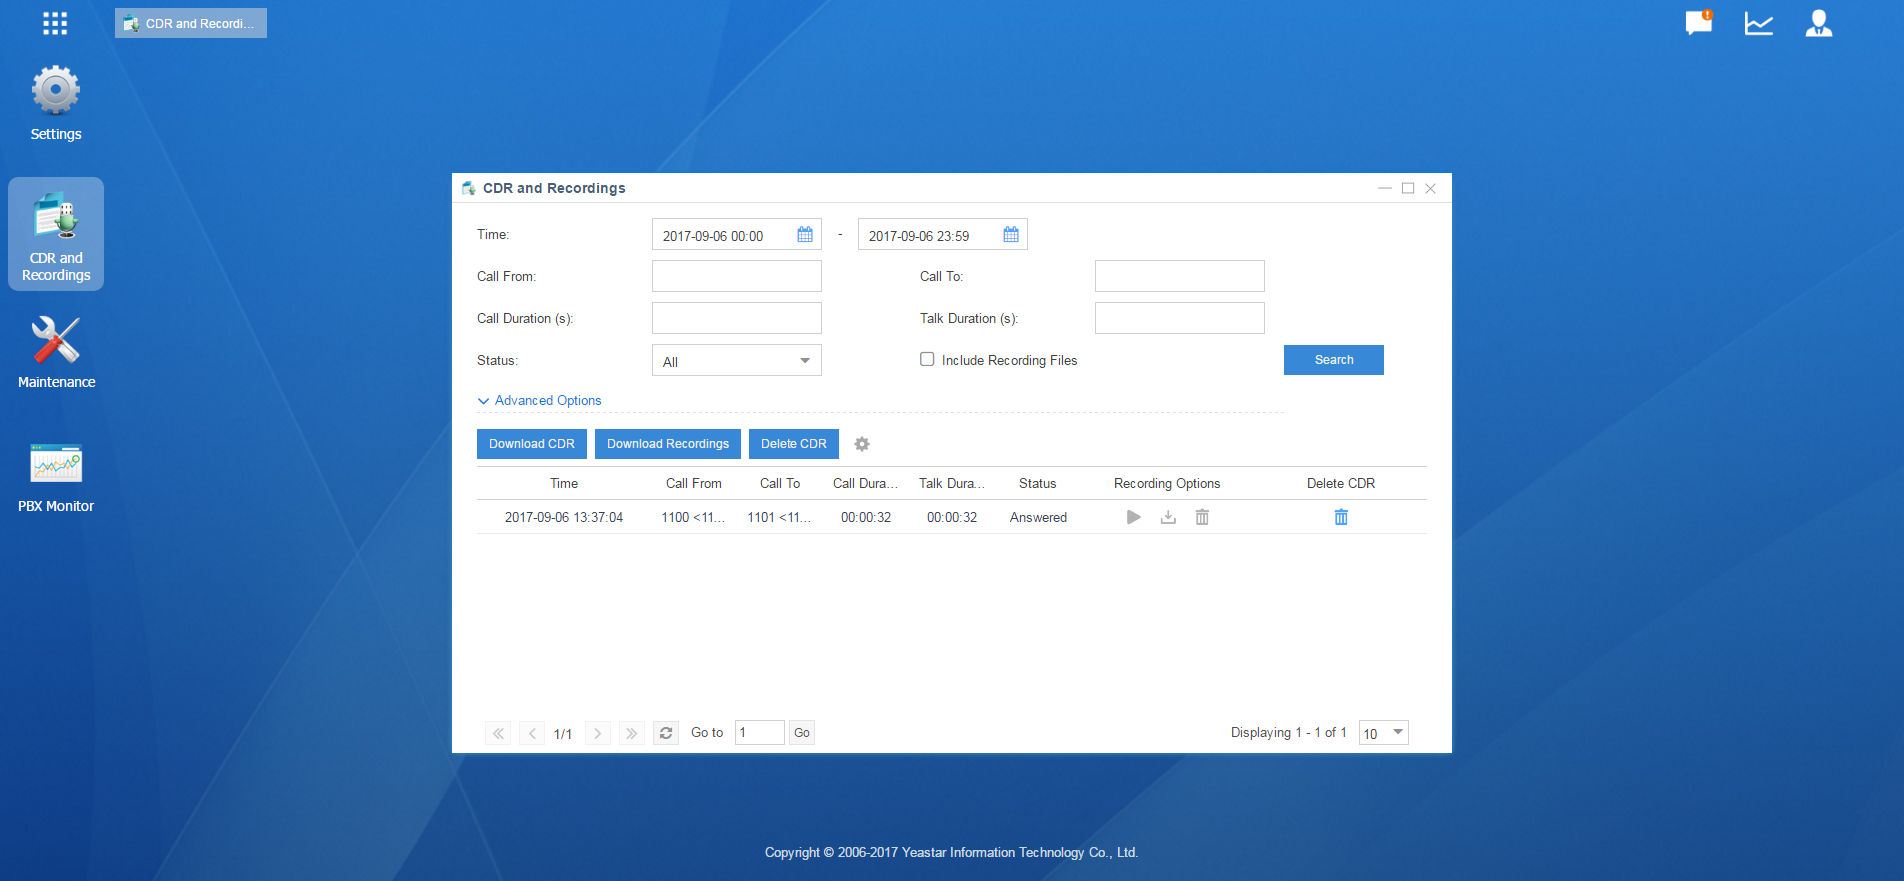 CDR and Recordi...
Settings
CDR and
Recordings
Maintenance
PBX Monitor
CDR and Recordings
Time: 2017-09-06 00:00 - 2017-09-06 23:59
Call From: Call To:
Call Duration (s): Talk Duration (s):
Status: All Include Recording Files Search
Advanced Options
Download CDR Download Recordings Delete CDR
Time Call From Call To Call Dura... Talk Dura... Status Recording Options Delete CDR
2017-09-06 13:37:04 1100 <11... 1101 <11... 00:00:32 00:00:32 Answered
1/1 Go to 1 Go Displaying 1 - 1 of 1 10
Copyright © 2006-2017 Yeastar Information Technology Co., Ltd.